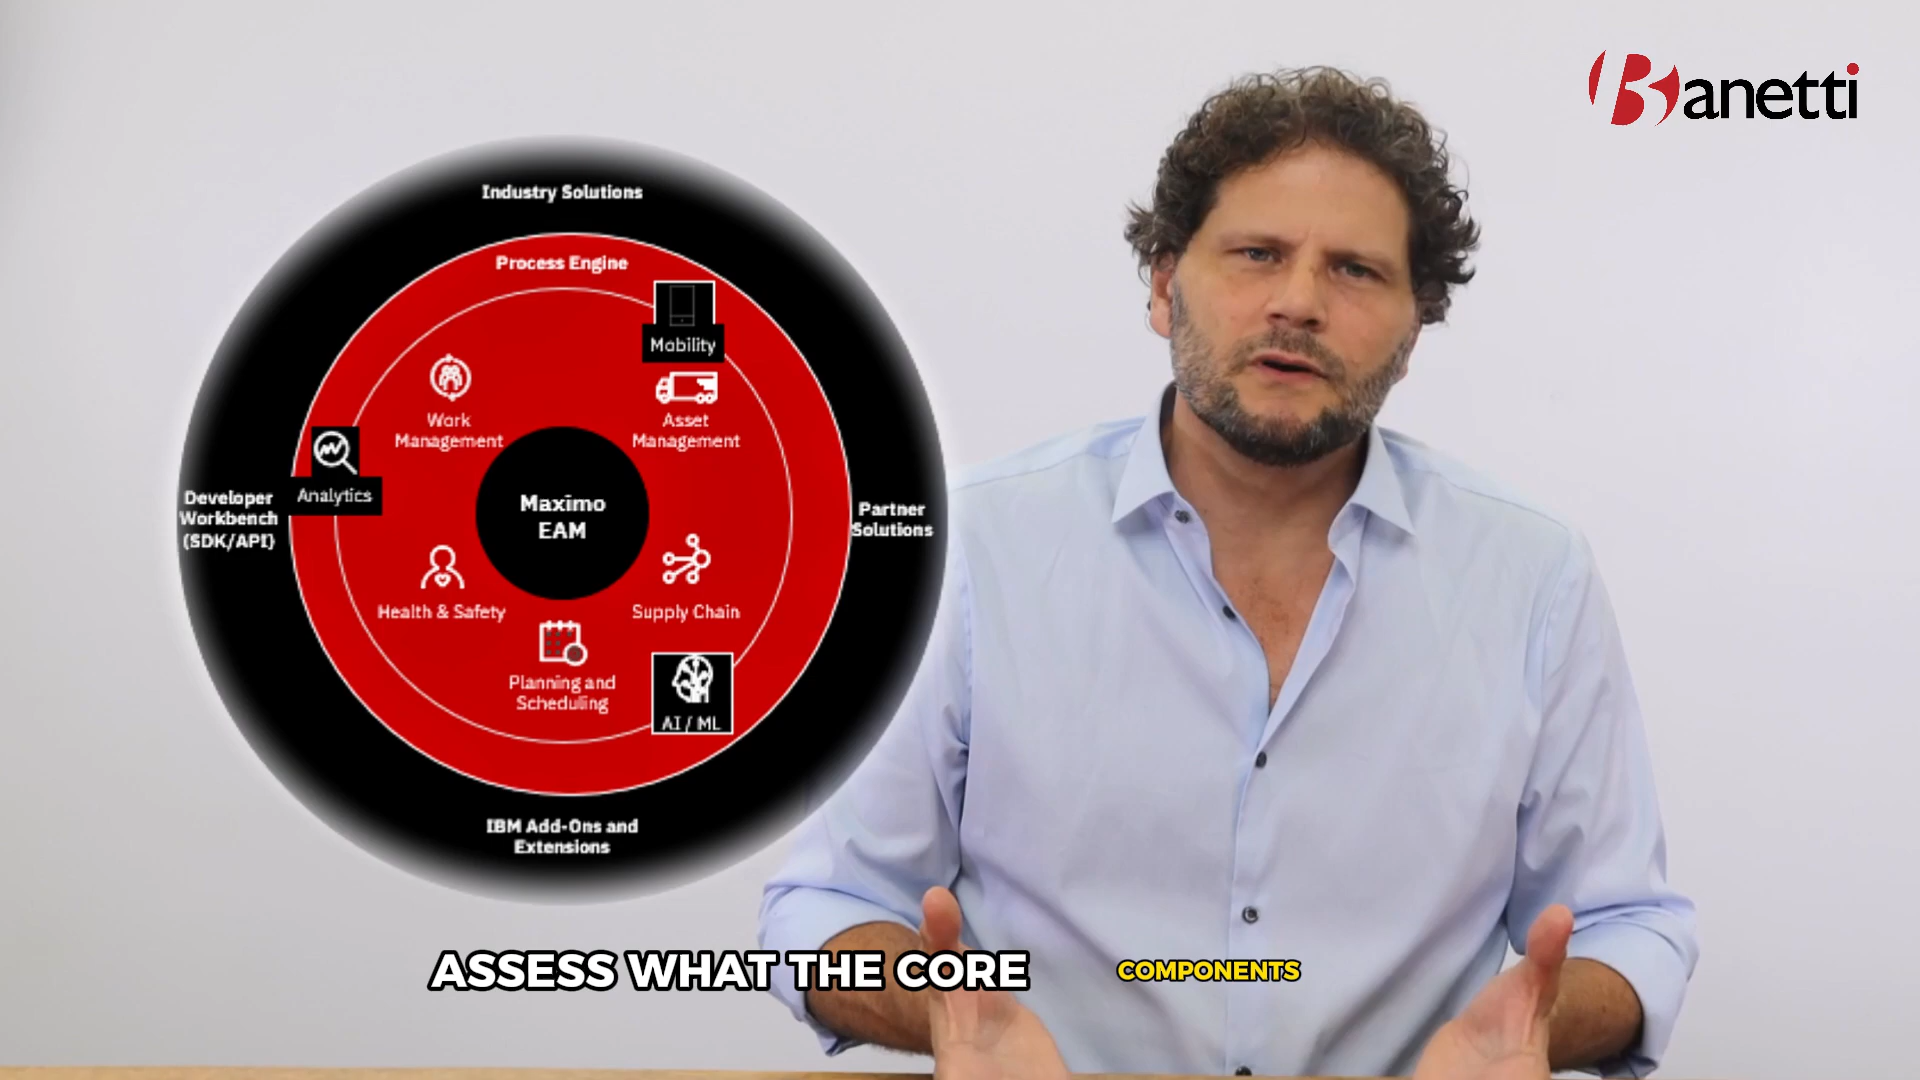 Banetti
Industry Solutions
Process Engine
Mobility
Work
Management
Asset
Management
Analytics
Developer
Workbench
(SDK/API)
Maximo
EAM
Partner
Solutions
Health & Safety
Supply Chain
Planning and
Scheduling
AI / ML
IBM Add-Ons and
Extensions
ASSESS WHAT THE CORE COMPONENTS